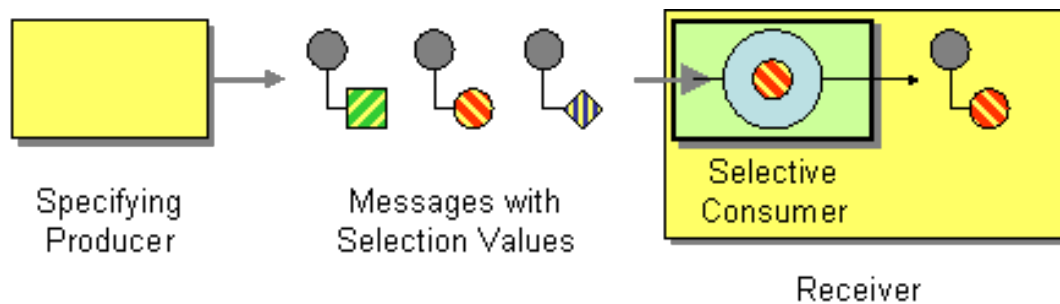 Specifying
Producer
Messages with
Selection Values
Selective
Consumer
Receiver